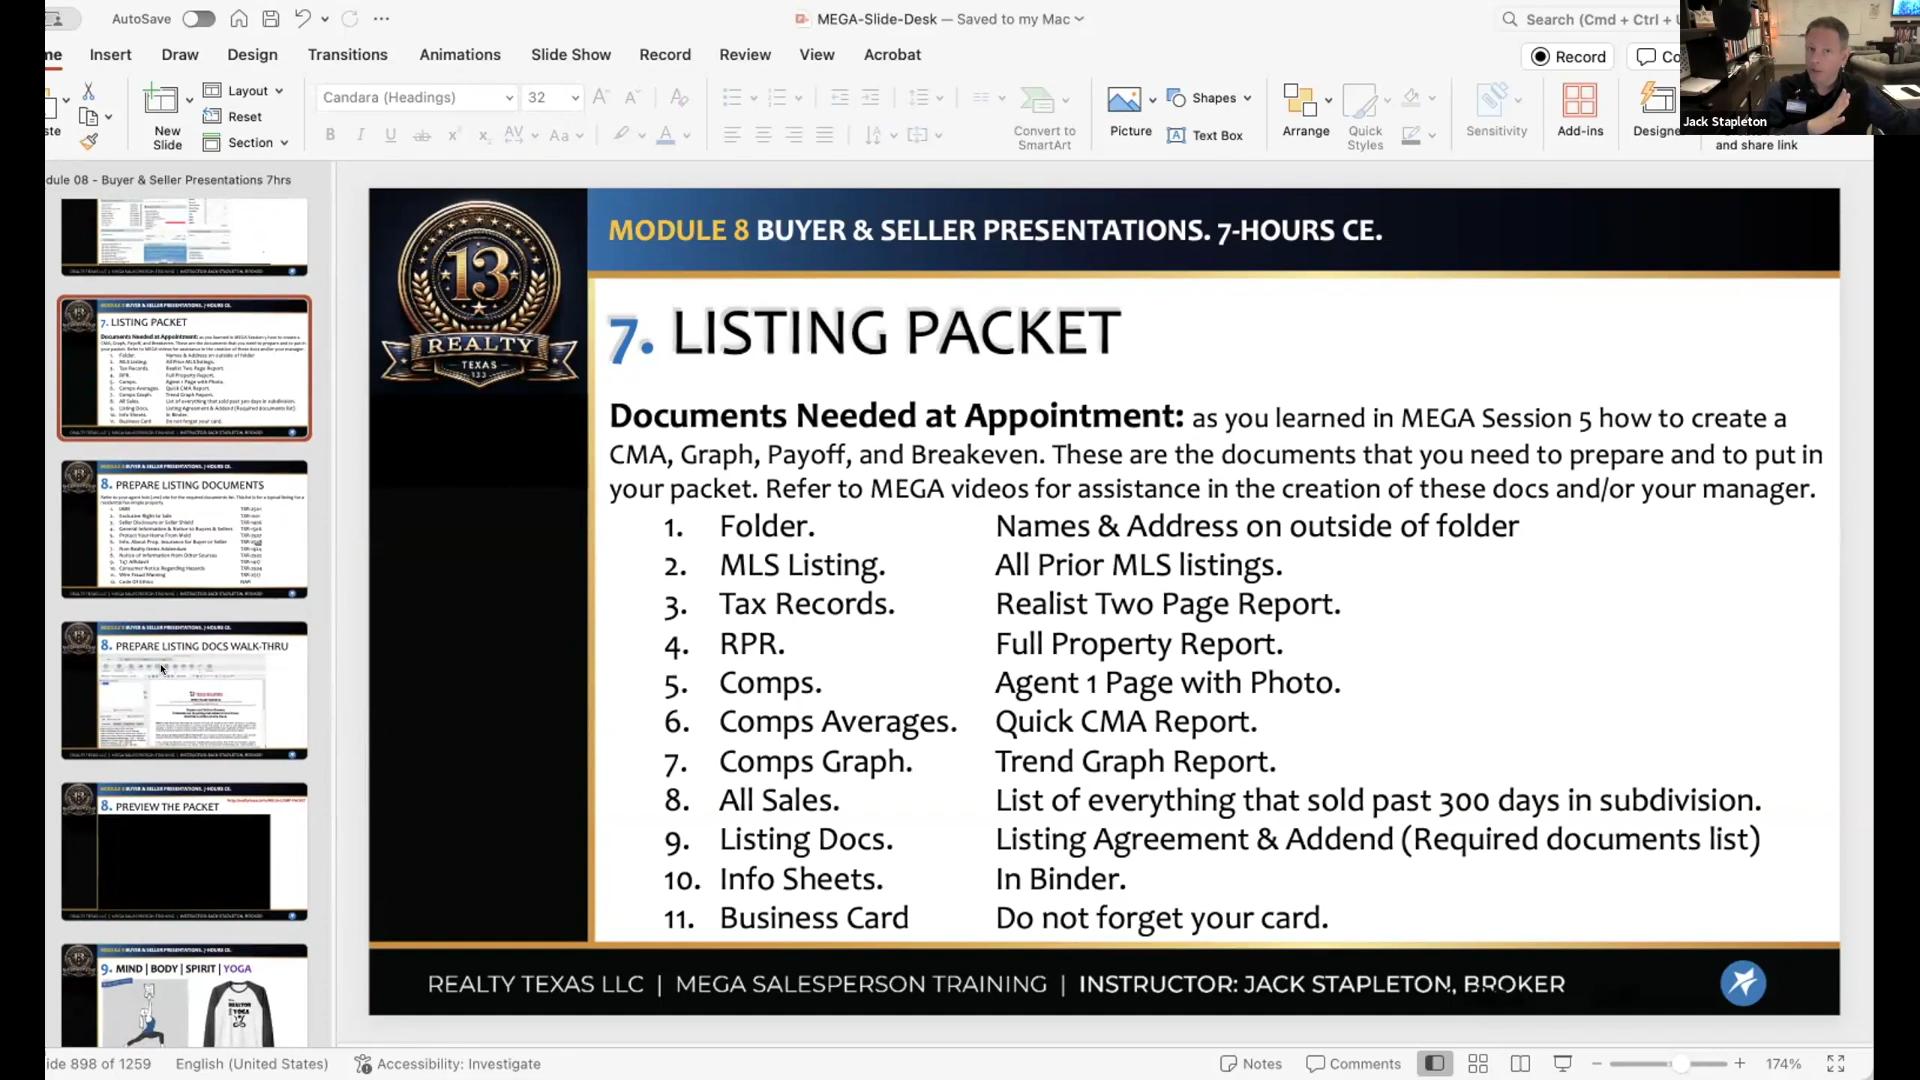 AutoSave
MEGA-Slide-Desk — Saved to my Mac
Search (Cmd + Ctrl + U
Insert Draw Design Transitions Animations Slide Show Record Review View Acrobat
Record
Jack Stapleton
Layout
Reset
Section
New Slide
Candara (Headings) 32
Convert to SmartArt
Picture
Shapes
Text Box
Arrange
Quick Styles
Sensitivity
Add-ins
Designe
and share link
dule 08 - Buyer & Seller Presentations 7hrs
7. LISTING PACKET
8. PREPARE LISTING DOCUMENTS
8. PREPARE LISTING DOCS WALK-THRU
8. PREVIEW THE PACKET
9. MIND | BODY | SPIRIT | YOGA
13
REALTY
TEXAS
133
MODULE 8 BUYER & SELLER PRESENTATIONS. 7-HOURS CE.
7. LISTING PACKET
Documents Needed at Appointment: as you learned in MEGA Session 5 how to create a
CMA, Graph, Payoff, and Breakeven. These are the documents that you need to prepare and to put in
your packet. Refer to MEGA videos for assistance in the creation of these docs and/or your manager.
1. Folder. Names & Address on outside of folder
2. MLS Listing. All Prior MLS listings.
3. Tax Records. Realist Two Page Report.
4. RPR. Full Property Report.
5. Comps. Agent 1 Page with Photo.
6. Comps Averages. Quick CMA Report.
7. Comps Graph. Trend Graph Report.
8. All Sales. List of everything that sold past 300 days in subdivision.
9. Listing Docs. Listing Agreement & Addend (Required documents list)
10. Info Sheets. In Binder.
11. Business Card Do not forget your card.
REALTY TEXAS LLC | MEGA SALESPERSON TRAINING | INSTRUCTOR: JACK STAPLETON, BROKER
ide 898 of 1259 English (United States) Accessibility: Investigate
Notes Comments 174%